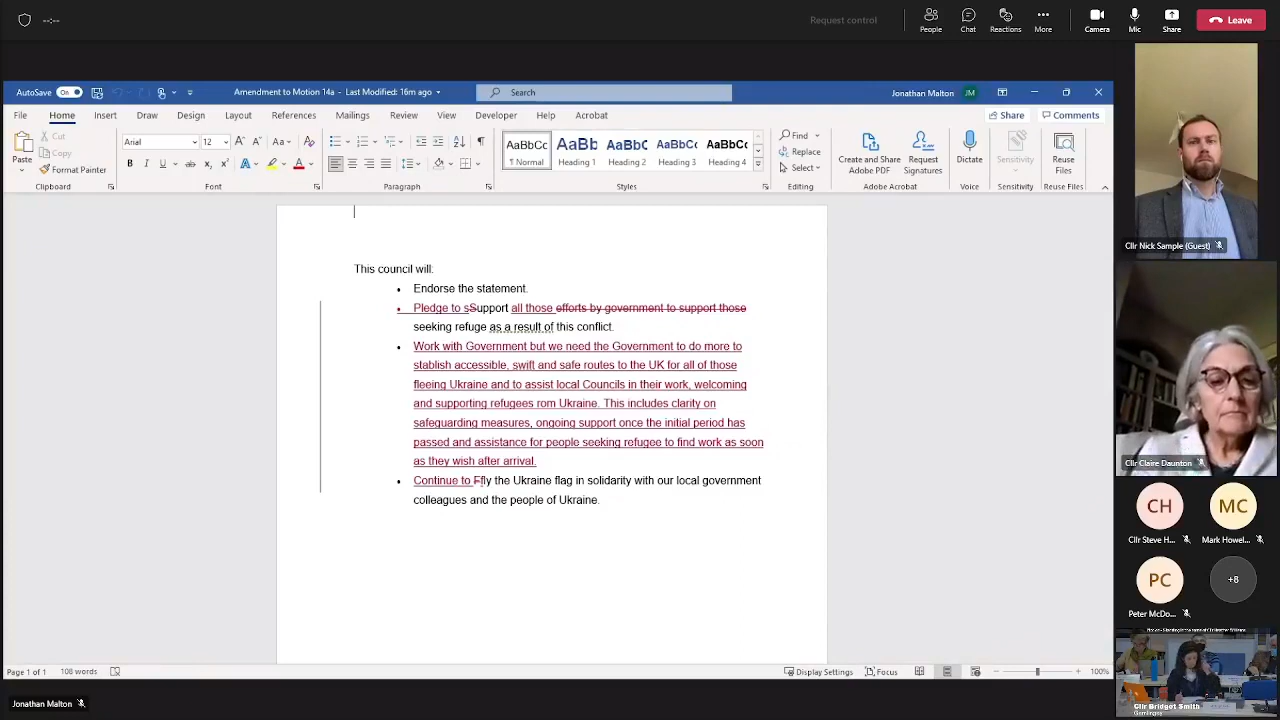 --:--
Request control
People
Chat
Reactions
More
Camera
Mic
Share
Leave
AutoSave On
Amendment to Motion 14a - Last Modified: 16m ago
Search
Jonathan Malton JM
File Home Insert Draw Design Layout References Mailings Review View Developer Help Acrobat
Share Comments
Paste
Cut
Copy
Format Painter
Clipboard
Arial 12
Font
Paragraph
AaBbCc Normal
AaBb Heading 1
AaBbC Heading 2
AaBbCc Heading 3
AaBbCc Heading 4
Styles
Find
Replace
Select
Editing
Create and Share Adobe PDF
Request Signatures
Adobe Acrobat
Dictate
Voice
Sensitivity
Sensitivity
Reuse Files
Reuse Files
This council will:
• Endorse the statement.
• Pledge to sSupport all those efforts by government to support those
seeking refuge as a result of this conflict.
• Work with Government but we need the Government to do more to
stablish accessible, swift and safe routes to the UK for all of those
fleeing Ukraine and to assist local Councils in their work, welcoming
and supporting refugees rom Ukraine. This includes clarity on
safeguarding measures, ongoing support once the initial period has
passed and assistance for people seeking refugee to find work as soon
as they wish after arrival.
• Continue to Ffly the Ukraine flag in solidarity with our local government
colleagues and the people of Ukraine.
Page 1 of 1 108 words
Display Settings Focus
100%
Jonathan Malton
Cllr Nick Sample (Guest)
Cllr Claire Daunton
CH
Cllr Steve H...
MC
Mark Howel...
PC
Peter McDo...
+8
Cllr Bridget Smith
Gamlingay